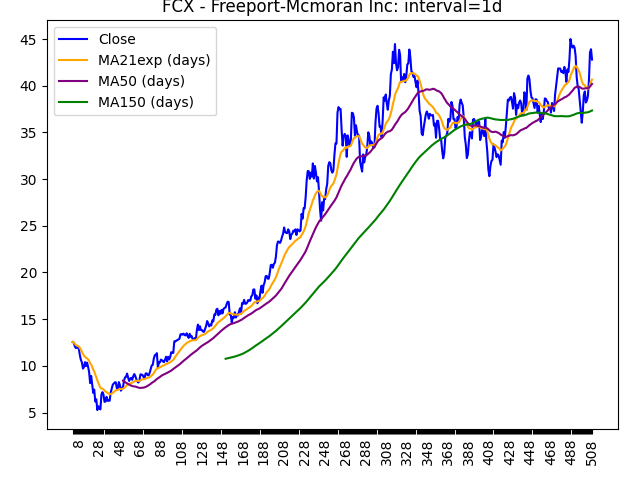 FCX - Freeport-Mcmoran Inc: interval=1d
Close
MA21exp (days)
MA50 (days)
MA150 (days)
45
40
35
30
25
20
15
10
5
8 28 48 68 88 108 128 148 168 188 208 228 248 268 288 308 328 348 368 388 408 428 448 468 488 508